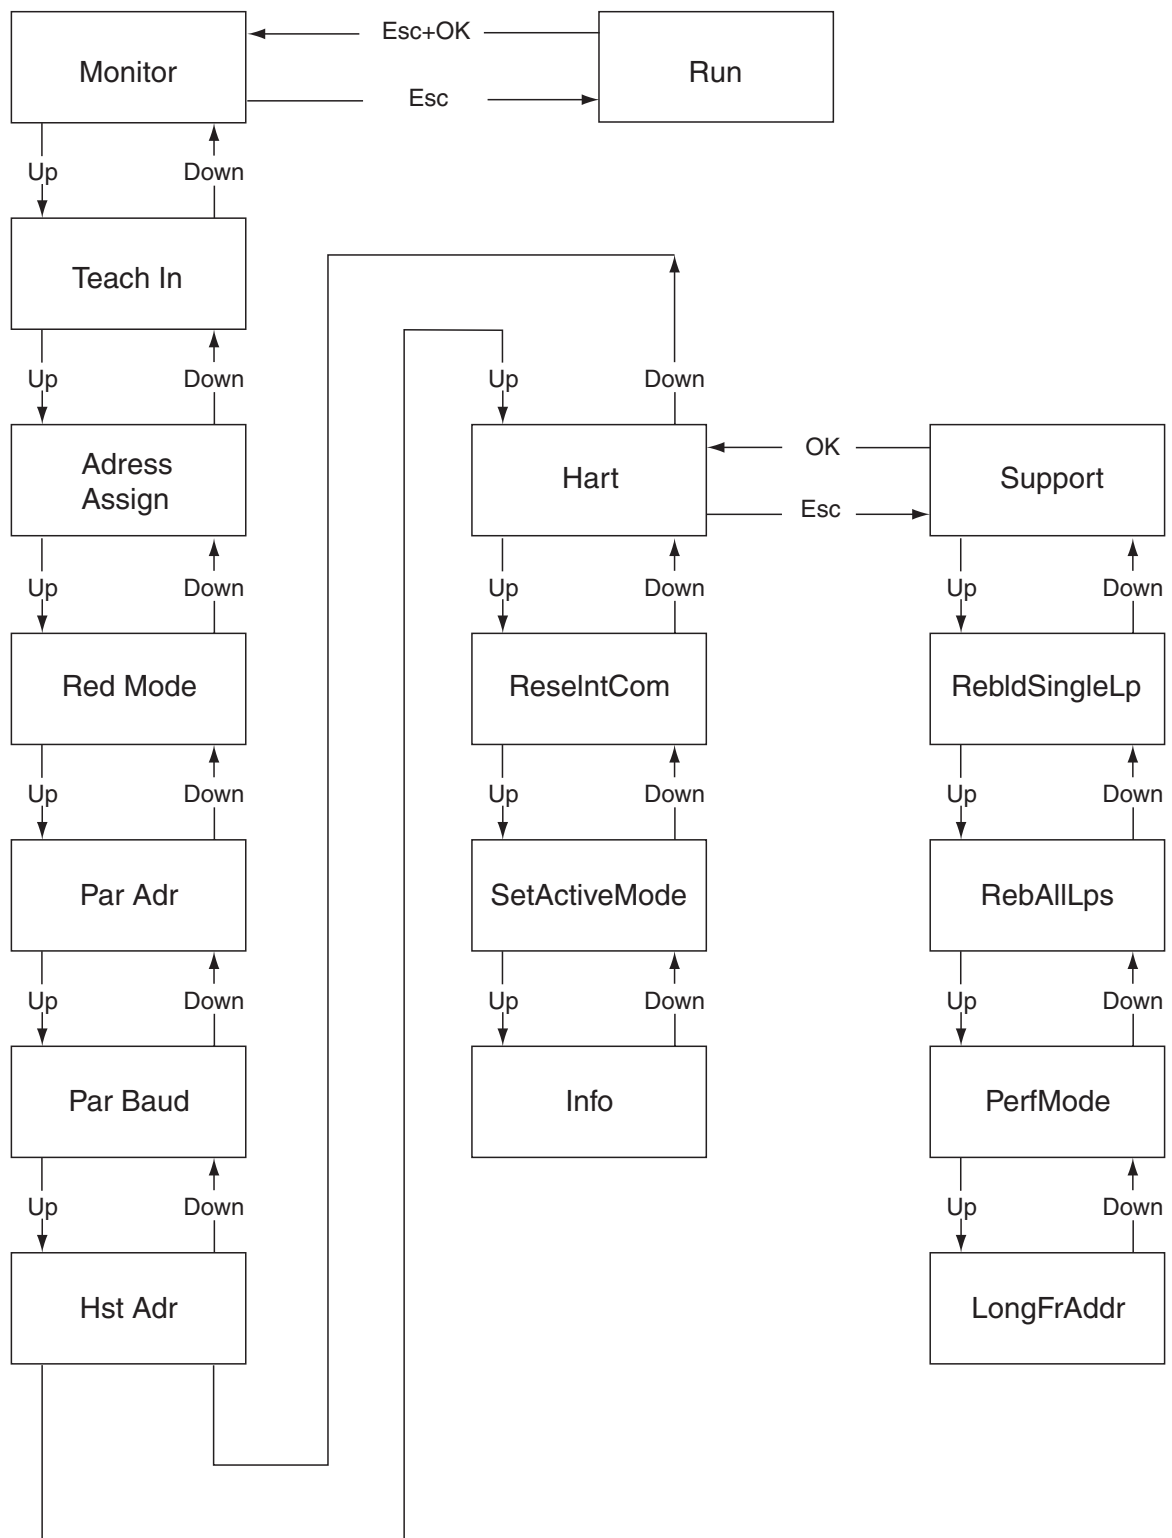 Monitor
Esc+OK
Esc
Run
Up
Down
Teach In
Up
Down
Adress
Assign
Up
Down
Red Mode
Up
Down
Par Adr
Up
Down
Par Baud
Up
Down
Hst Adr
Up
Down
Hart
OK
Esc
Support
Up
Down
ReseIntCom
Up
Down
SetActiveMode
Up
Down
Info
Up
Down
RebldSingleLp
Up
Down
RebAllLps
Up
Down
PerfMode
Up
Down
LongFrAddr